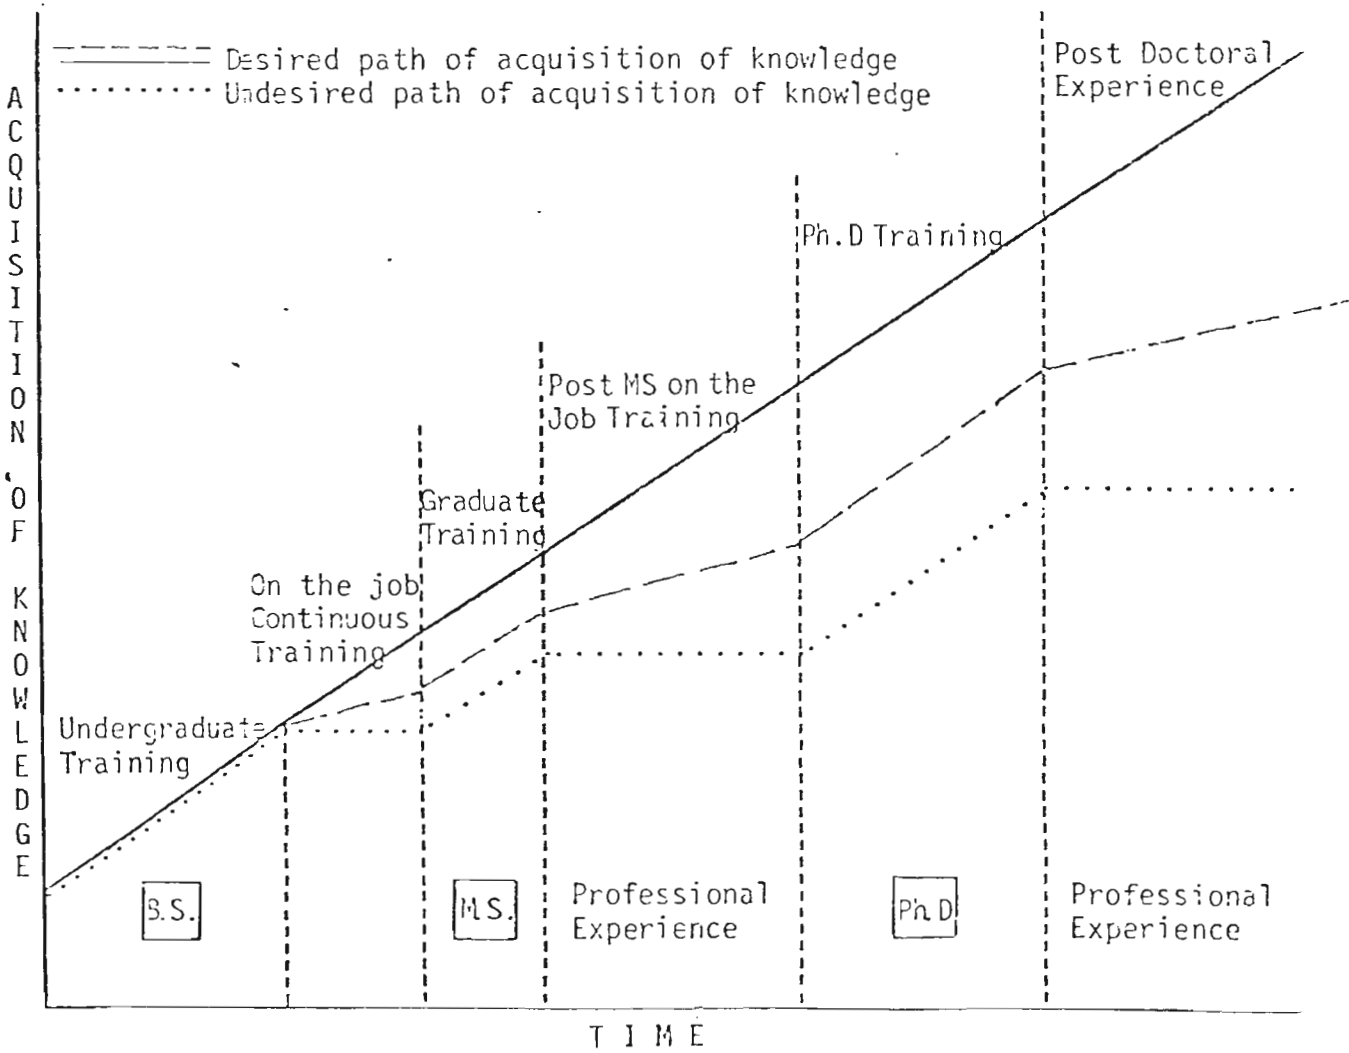 Desired path of acquisition of knowledge
Undesired path of acquisition of knowledge
Post Doctoral
Experience
ACQUISITION OF KNOWLEDGE
Ph.D Training
Post MS on the
Job Training
Graduate
Training
On the job
Continuous
Training
Undergraduate
Training
B.S.
M.S.
Professional
Experience
Ph.D
Professional
Experience
TIME